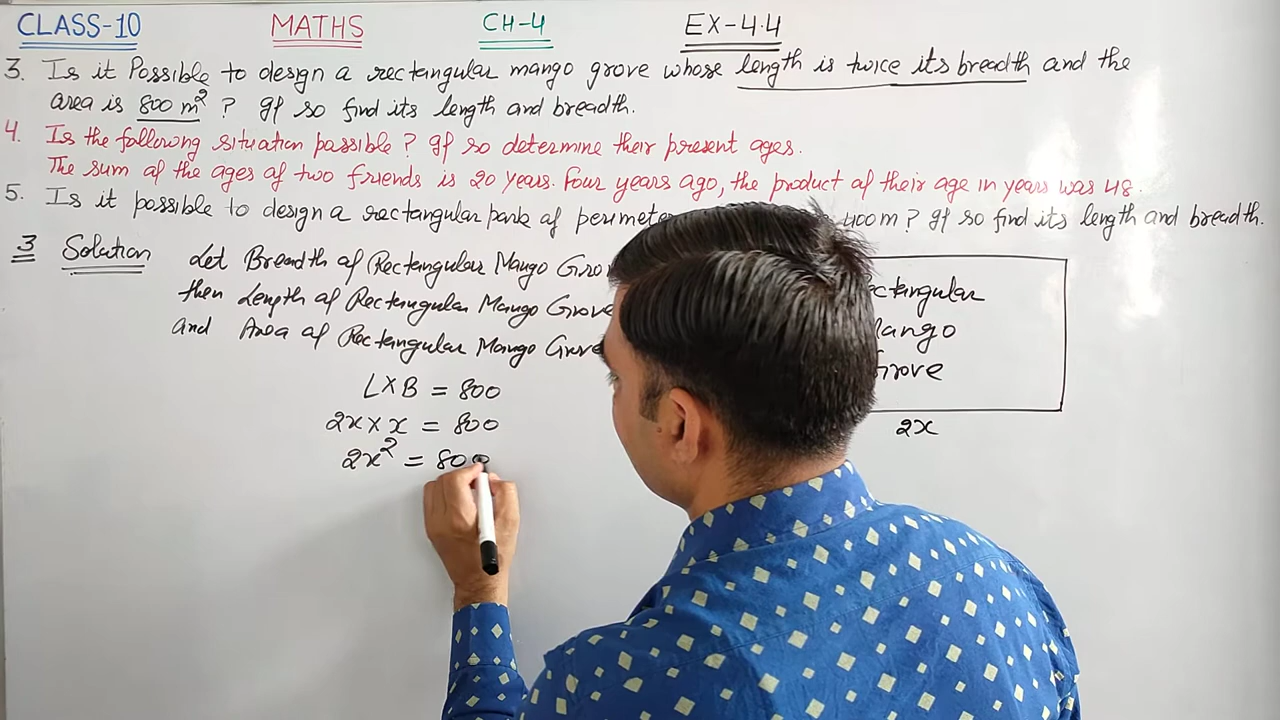 CLASS-10 MATHS CH-4 EX-4.4
3. Is it Possible to design a rectangular mango grove whose length is twice its breadth and the
area is 800 m² ? If so find its length and breadth.
4. Is the following situation possible ? If so determine their present ages.
The sum of the ages of two friends is 20 years. Four years ago, the product of their age in years was 48.
5. Is it possible to design a rectangular park of perimeter 400 m ? If so find its length and breadth.
3 Solution Let Breadth of Rectangular Mango
then Length of Rectangular Mango Grove
and Area of Rectangular Mango Grove
L×B = 800
2x × x = 800
2x² = 800
2x